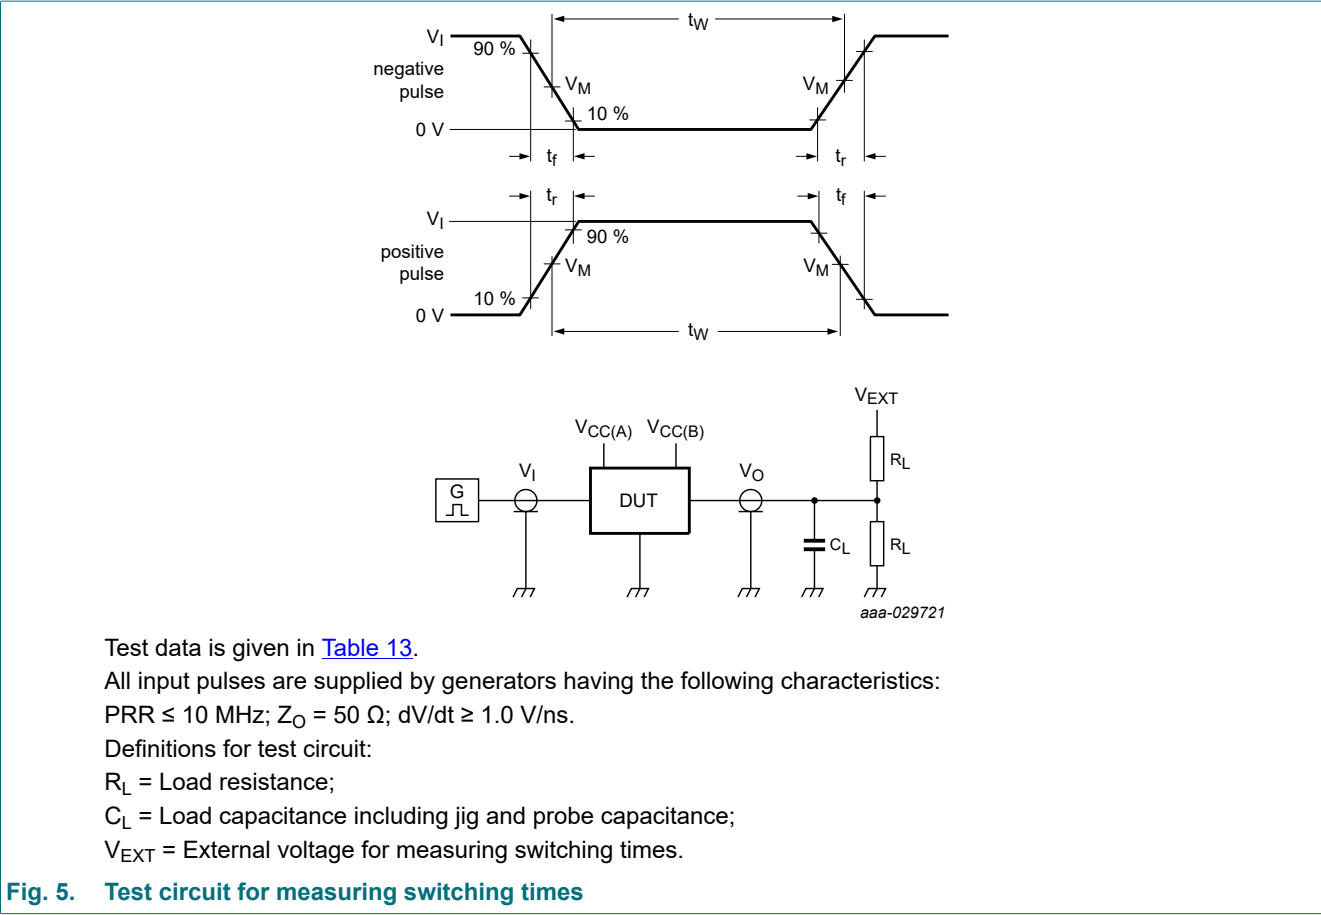 tW
VI
90 %
negative
pulse
VM
VM
10 %
0 V
tf
tr
tr
tf
VI
90 %
positive
pulse
VM
VM
10 %
0 V
tW
VEXT
VCC(A) VCC(B)
RL
VI
VO
G
DUT
CL
RL
aaa-029721
Test data is given in Table 13.
All input pulses are supplied by generators having the following characteristics:
PRR ≤ 10 MHz; ZO = 50 Ω; dV/dt ≥ 1.0 V/ns.
Definitions for test circuit:
RL = Load resistance;
CL = Load capacitance including jig and probe capacitance;
VEXT = External voltage for measuring switching times.
Fig. 5. Test circuit for measuring switching times